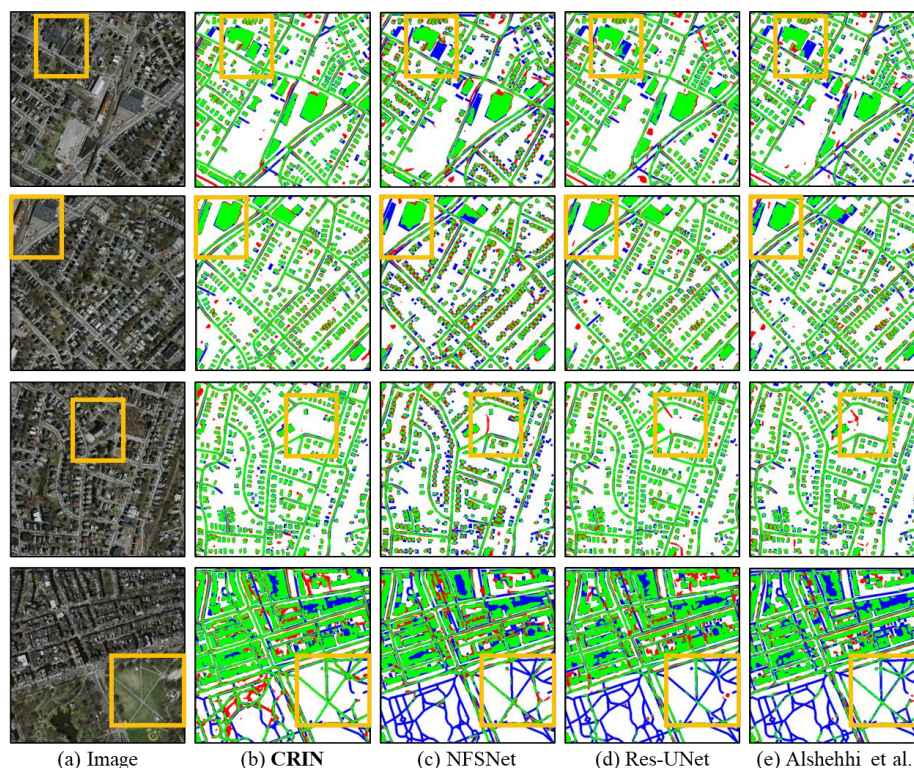 (a) Image
(b) CRIN
(c) NFSNet
(d) Res-UNet
(e) Alshehhi et al.